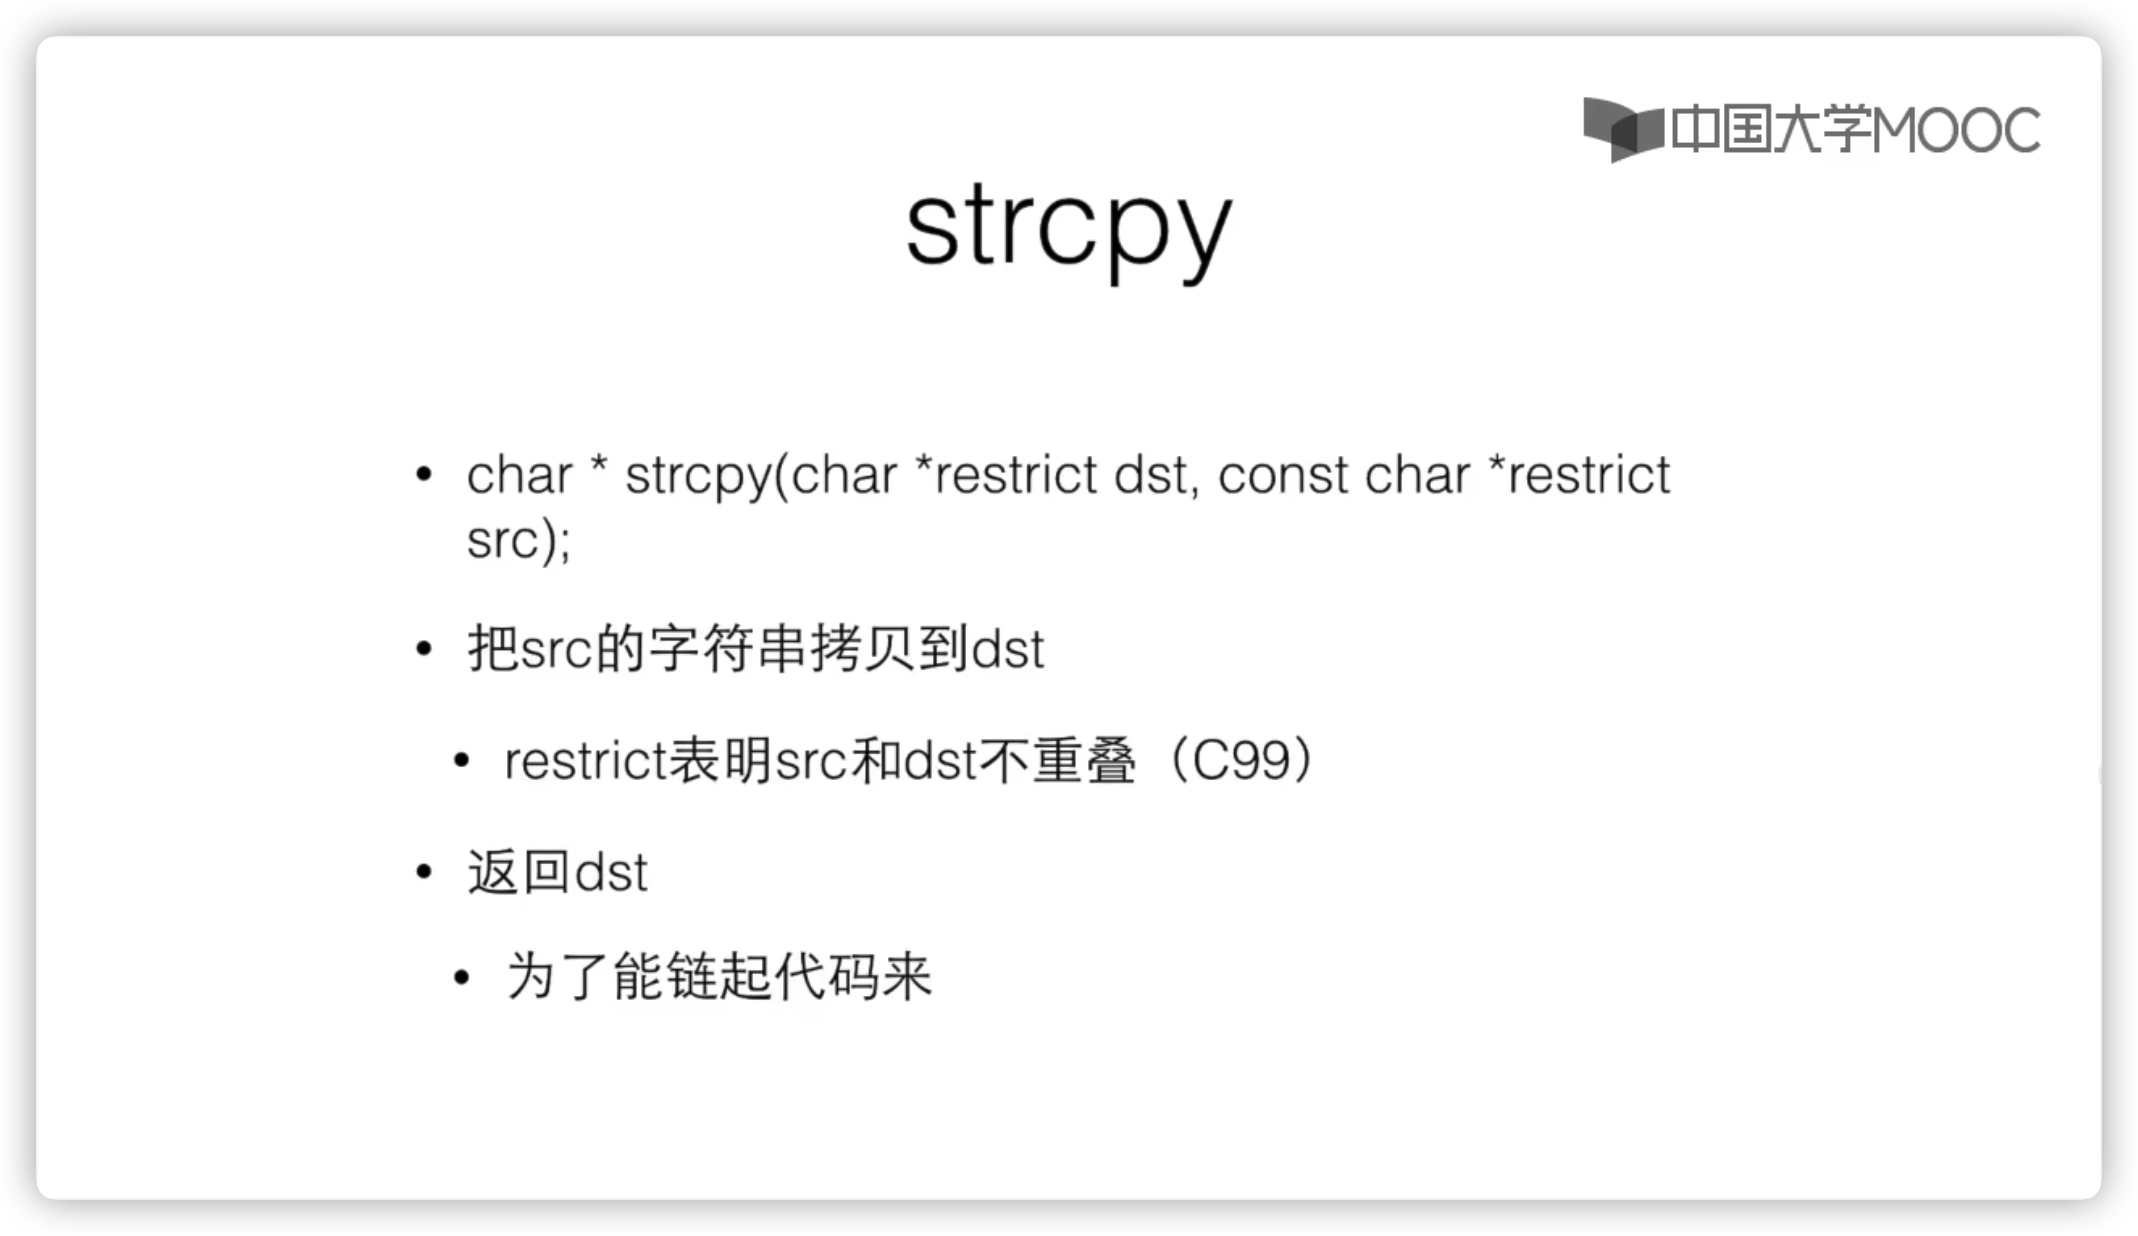 中国大学MOOC
strcpy
• char * strcpy(char *restrict dst, const char *restrict
src);
• 把src的字符串拷贝到dst
• restrict表明src和dst不重叠（C99）
• 返回dst
• 为了能链起代码来